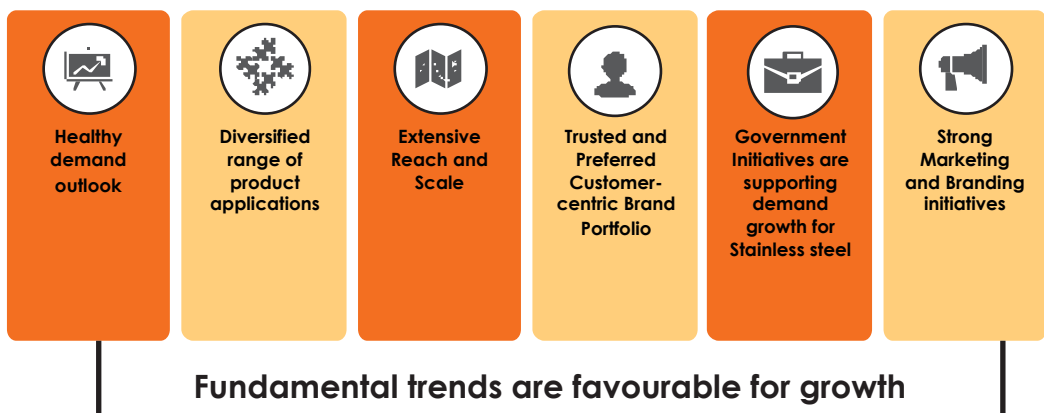 Healthy
demand
outlook
Diversified
range of
product
applications
Extensive
Reach and
Scale
Trusted and
Preferred
Customer-
centric Brand
Portfolio
Government
Initiatives are
supporting
demand
growth for
Stainless steel
Strong
Marketing
and Branding
initiatives
Fundamental trends are favourable for growth